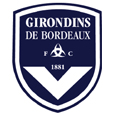 GIRONDINS
DE BORDEAUX
F C
1881